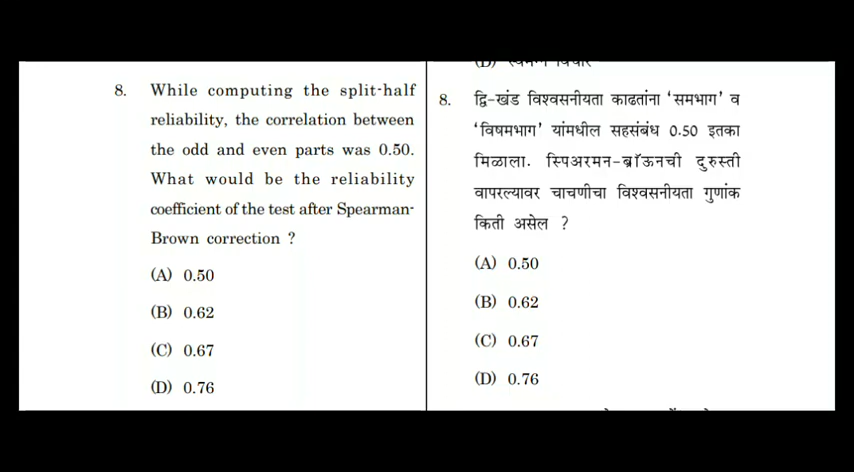 8. While computing the split-half
reliability, the correlation between
the odd and even parts was 0.50.
What would be the reliability
coefficient of the test after Spearman-
Brown correction ?
(A) 0.50
(B) 0.62
(C) 0.67
(D) 0.76
8. द्वि-खंड विश्वसनीयता काढतांना ‘समभाग’ व
‘विषमभाग’ यांमधील सहसंबंध 0.50 इतका
मिळाला. स्पिअरमन-ब्राॅऊनची दुरुस्ती
वापरल्यावर चाचणीचा विश्वसनीयता गुणांक
किती असेल ?
(A) 0.50
(B) 0.62
(C) 0.67
(D) 0.76